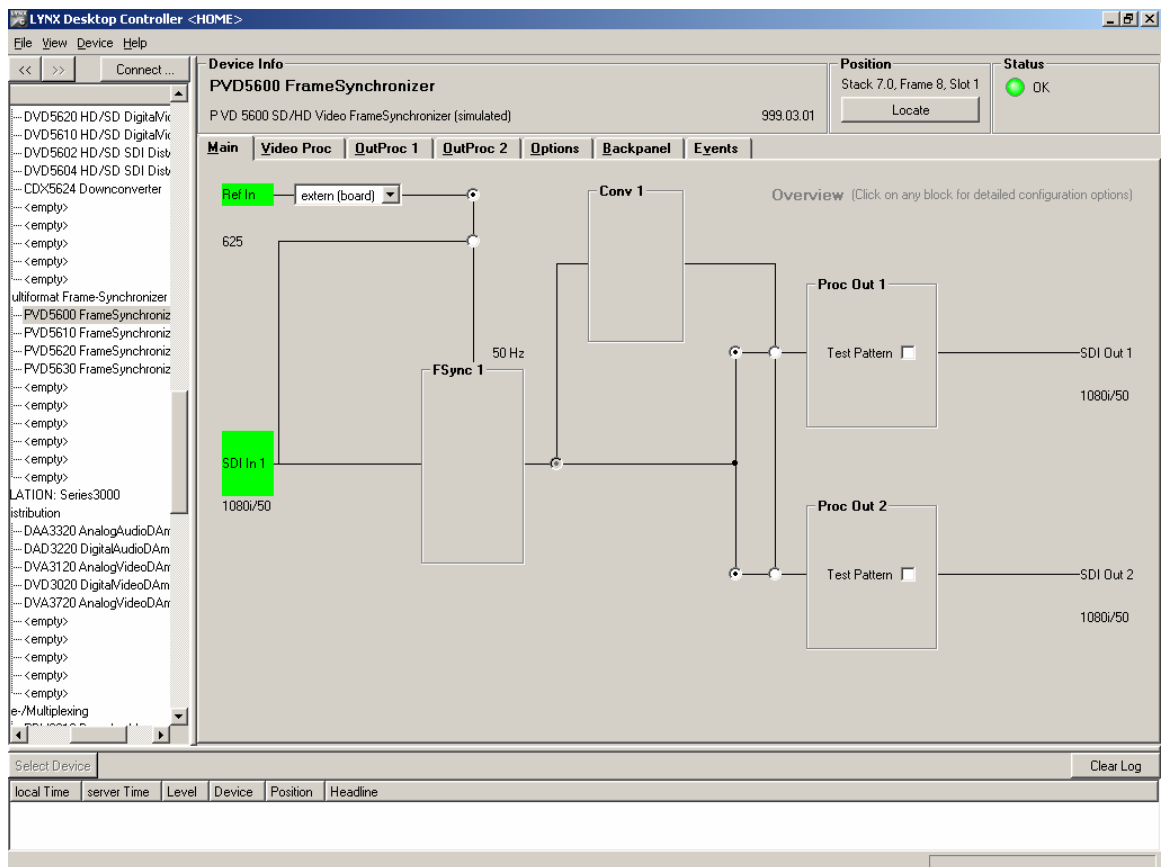 LYNX Desktop Controller <HOME>
File View Device Help
<< >> Connect ...
DVD5620 HD/SD DigitalVi
DVD5610 HD/SD DigitalVi
DVD5602 HD/SD SDI Dist
DVD5604 HD/SD SDI Dist
CDX5624 Downconverter
<empty>
<empty>
<empty>
<empty>
<empty>
ultiformat Frame-Synchronizer
PVD5600 FrameSynchroniz
PVD5610 FrameSynchroniz
PVD5620 FrameSynchroniz
PVD5630 FrameSynchroniz
<empty>
<empty>
<empty>
<empty>
<empty>
<empty>
LATION: Series3000
istribution
DAA3320 AnalogAudioDAm
DAD3220 DigitalAudioDAm
DVA3120 AnalogVideoDAm
DVD3020 DigitalVideoDAm
DVA3720 AnalogVideoDAm
<empty>
<empty>
<empty>
<empty>
<empty>
e-/Multiplexing
Device Info
PVD5600 FrameSynchronizer
PVD 5600 SD/HD Video FrameSynchronizer (simulated) 999.03.01
Position
Stack 7.0, Frame 8, Slot 1
Locate
Status
OK
Main Video Proc OutProc 1 OutProc 2 Options Backpanel Events
Ref In extern (board)
625
Conv 1
Overview (Click on any block for detailed configuration options)
50 Hz
FSync 1
SDI In 1
1080i/50
Proc Out 1
Test Pattern
SDI Out 1
1080i/50
Proc Out 2
Test Pattern
SDI Out 2
1080i/50
Select Device Clear Log
local Time server Time Level Device Position Headline